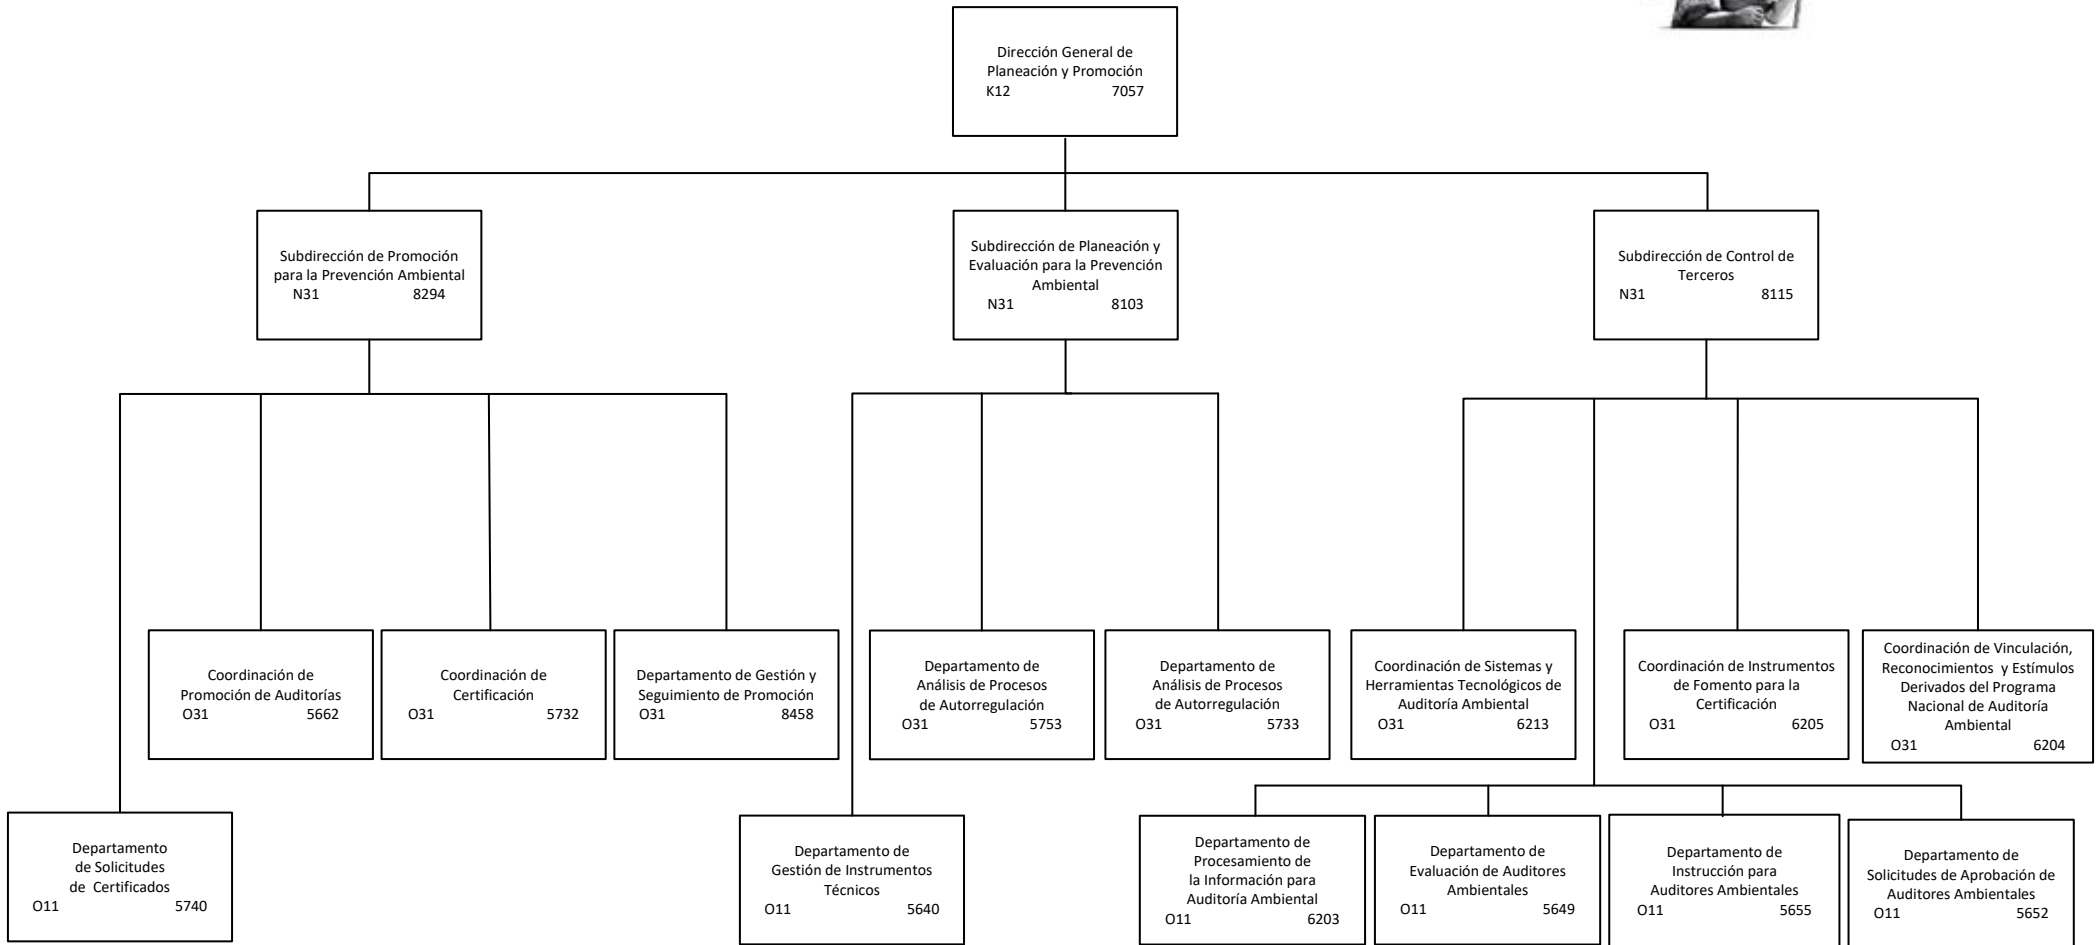 Dirección General de
Planeación y Promoción
K12 7057
Subdirección de Promoción
para la Prevención Ambiental
N31 8294
Subdirección de Planeación y
Evaluación para la Prevención
Ambiental
N31 8103
Subdirección de Control de
Terceros
N31 8115
Coordinación de
Promoción de Auditorías
O31 5662
Coordinación de
Certificación
O31 5732
Departamento de Gestión y
Seguimiento de Promoción
O31 8458
Departamento de
Análisis de Procesos
de Autorregulación
O31 5753
Departamento de
Análisis de Procesos
de Autorregulación
O31 5733
Coordinación de Sistemas y
Herramientas Tecnológicos de
Auditoría Ambiental
O31 6213
Coordinación de Instrumentos
de Fomento para la
Certificación
O31 6205
Coordinación de Vinculación,
Reconocimientos y Estímulos
Derivados del Programa
Nacional de Auditoría
Ambiental
O31 6204
Departamento
de Solicitudes
de Certificados
O11 5740
Departamento de
Gestión de Instrumentos
Técnicos
O11 5640
Departamento de
Procesamiento de
la Información para
Auditoría Ambiental
O11 6203
Departamento de
Evaluación de Auditores
Ambientales
O11 5649
Departamento de
Instrucción para
Auditores Ambientales
O11 5655
Departamento de
Solicitudes de Aprobación de
Auditores Ambientales
O11 5652